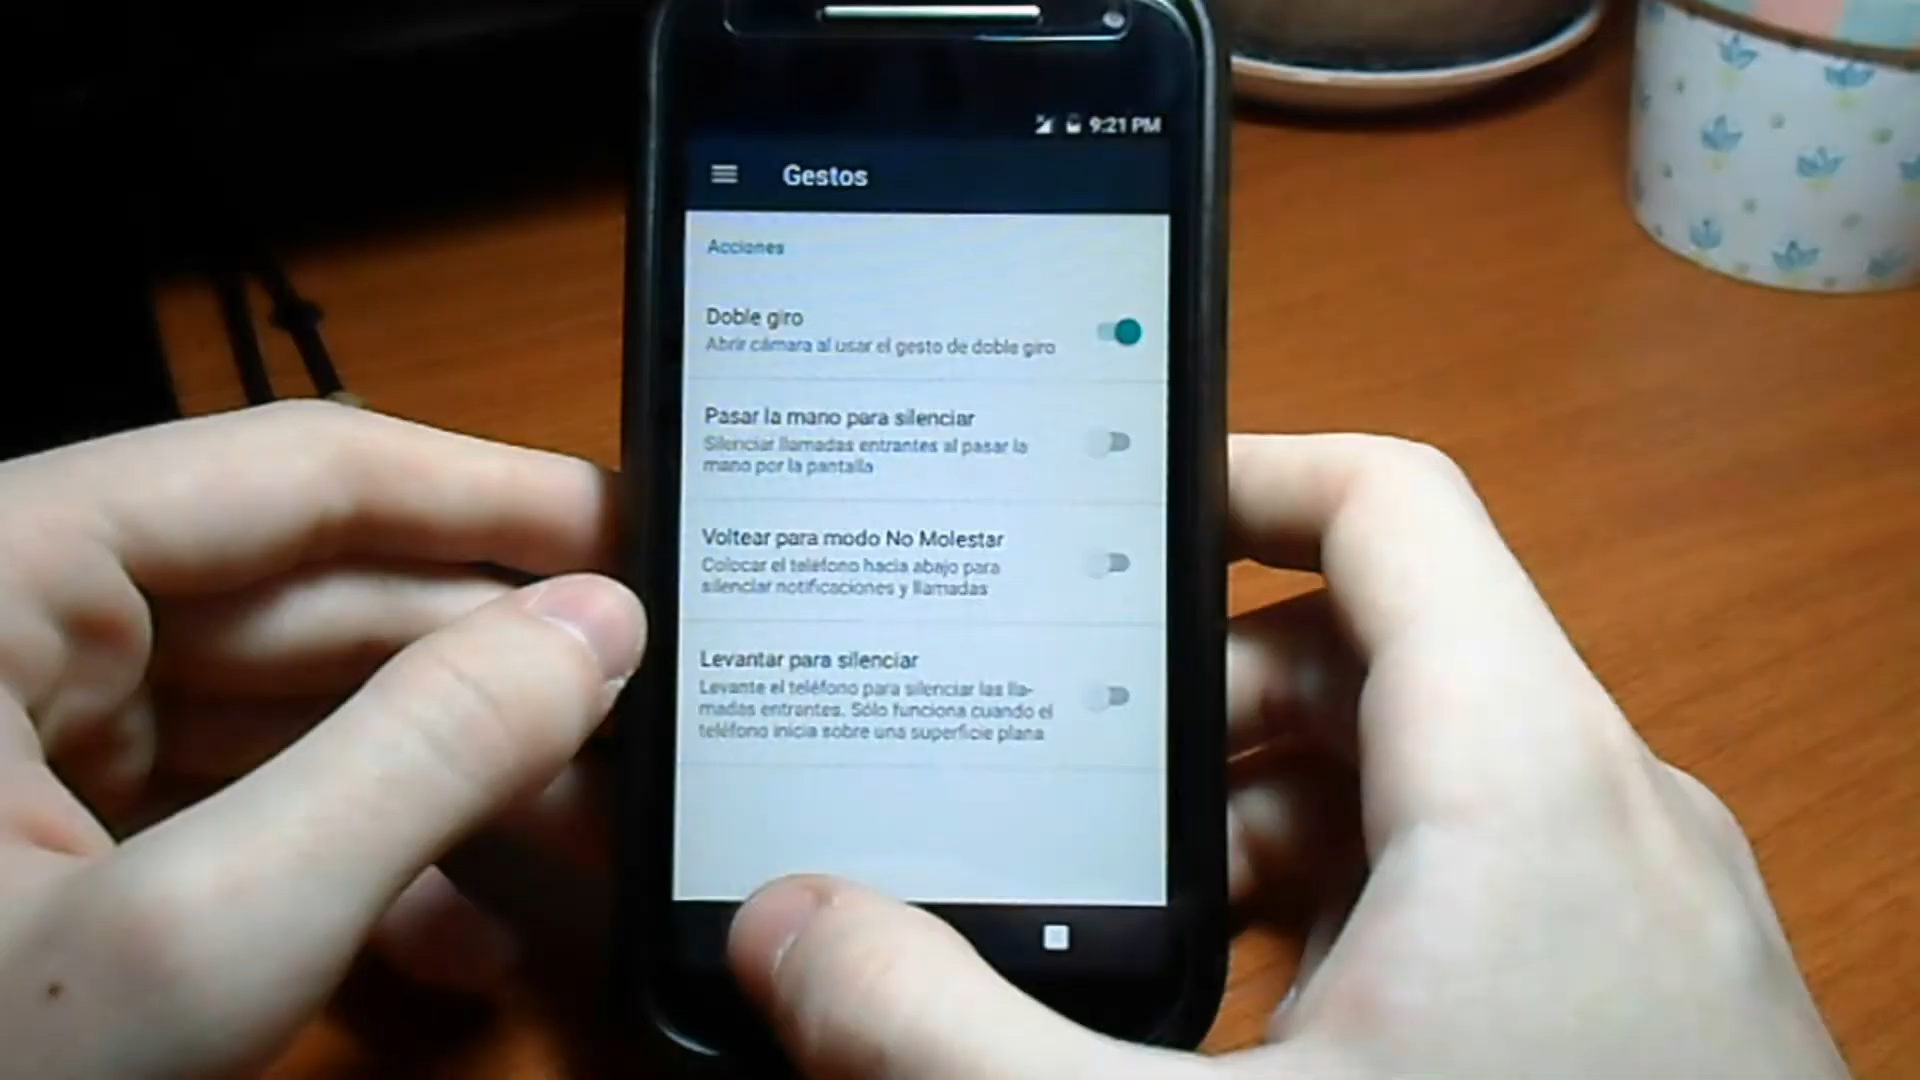 9:21 PM
Gestos
Acciones
Doble giro
Abrir cámara al usar el gesto de doble giro
Pasar la mano para silenciar
Silenciar llamadas entrantes al pasar la
mano por la pantalla
Voltear para modo No Molestar
Colocar el teléfono hacia abajo para
silenciar notificaciones y llamadas
Levantar para silenciar
Levante el teléfono para silenciar las lla-
madas entrantes. Sólo funciona cuando el
teléfono inicia sobre una superficie plana